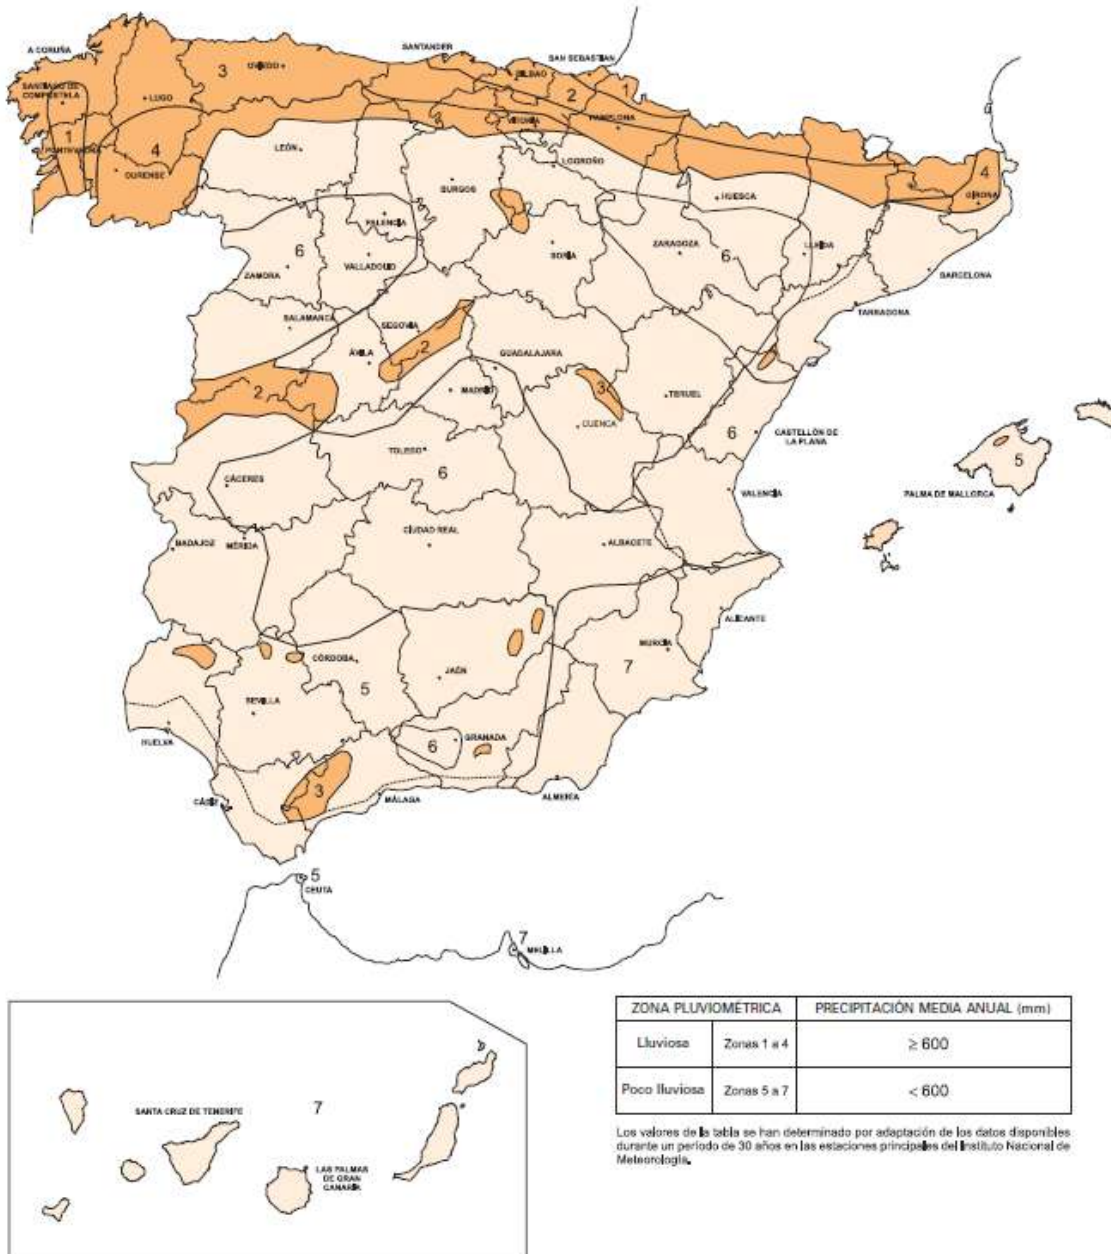 A CORUÑA
SANTANDER
SAN SEBASTIÁN
3
OVIEDO
BILBAO
1
SANTIAGO DE
COMPOSTELA
LUGO
2
VITORIA
PAMPLONA
1
PONTEVEDRA
4
OURENSE
LEÓN
LOGROÑO
4
GIRONA
BURGOS
HUESCA
PALENCIA
6
ZAMORA
VALLADOLID
SORIA
ZARAGOZA
6
LLEIDA
BARCELONA
TARRAGONA
SALAMANCA
5
SEGOVIA
2
ÁVILA
GUADALAJARA
2
MADRID
3
TERUEL
CUENCA
6
CASTELLÓN DE
LA PLANA
5
PALMA DE MALLORCA
TOLEDO
6
CÁCERES
VALENCIA
CIUDAD REAL
BADAJOZ
MÉRIDA
ALBACETE
ALICANTE
MURCIA
CÓRDOBA
JAÉN
7
5
SEVILLA
HUELVA
6
GRANADA
3
CÁDIZ
MÁLAGA
ALMERÍA
5
CEUTA
7
MELILLA
SANTA CRUZ DE TENERIFE
7
LAS PALMAS
DE GRAN
CANARIA
ZONA PLUVIOMÉTRICA PRECIPITACIÓN MEDIA ANUAL (mm)
Lluviosa Zonas 1 a 4 ≥ 600
Poco lluviosa Zonas 5 a 7 < 600
Los valores de la tabla se han determinado por adaptación de los datos disponibles
durante un período de 30 años en las estaciones principales del Instituto Nacional de
Meteorología.